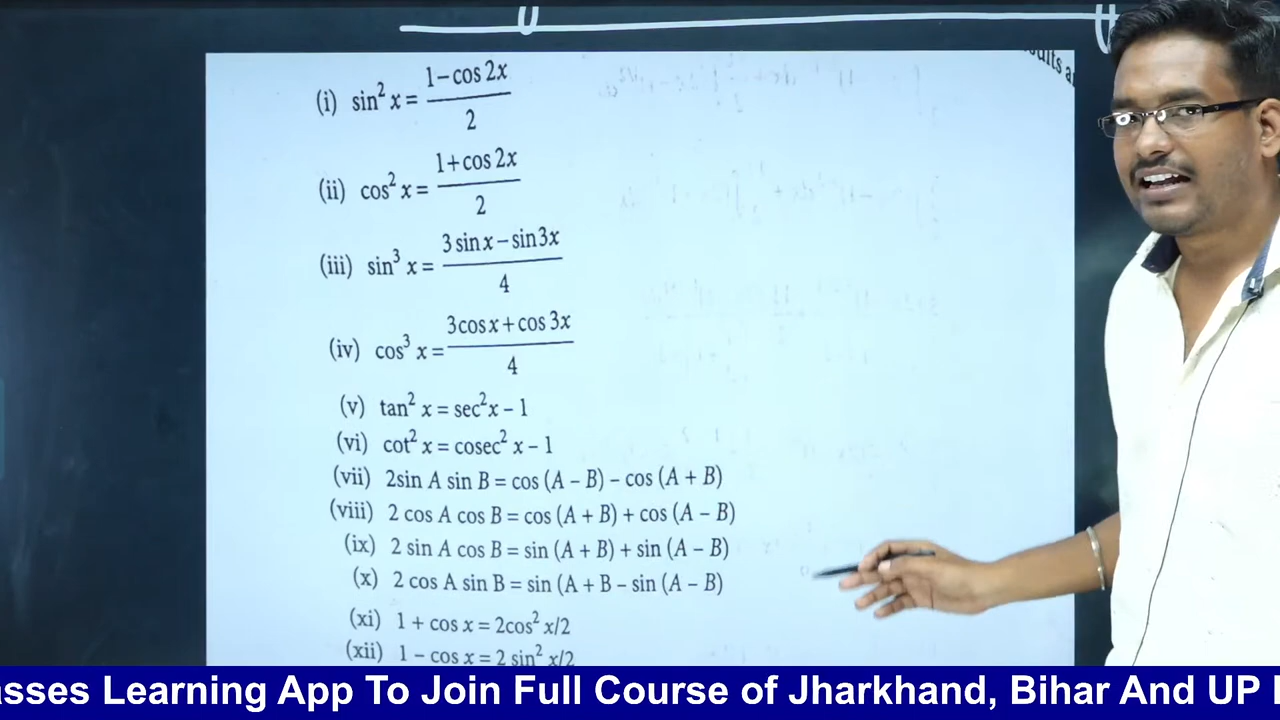 (i) sin² x = (1 − cos 2x)/2
(ii) cos² x = (1 + cos 2x)/2
(iii) sin³ x = (3 sin x − sin 3x)/4
(iv) cos³ x = (3 cos x + cos 3x)/4
(v) tan² x = sec² x − 1
(vi) cot² x = cosec² x − 1
(vii) 2sin A sin B = cos (A − B) − cos (A + B)
(viii) 2 cos A cos B = cos (A + B) + cos (A − B)
(ix) 2 sin A cos B = sin (A + B) + sin (A − B)
(x) 2 cos A sin B = sin (A + B − sin (A − B)
(xi) 1 + cos x = 2cos² x/2
(xii) 1 − cos x = 2 sin² x/2
Learning App To Join Full Course of Jharkhand, Bihar And UP